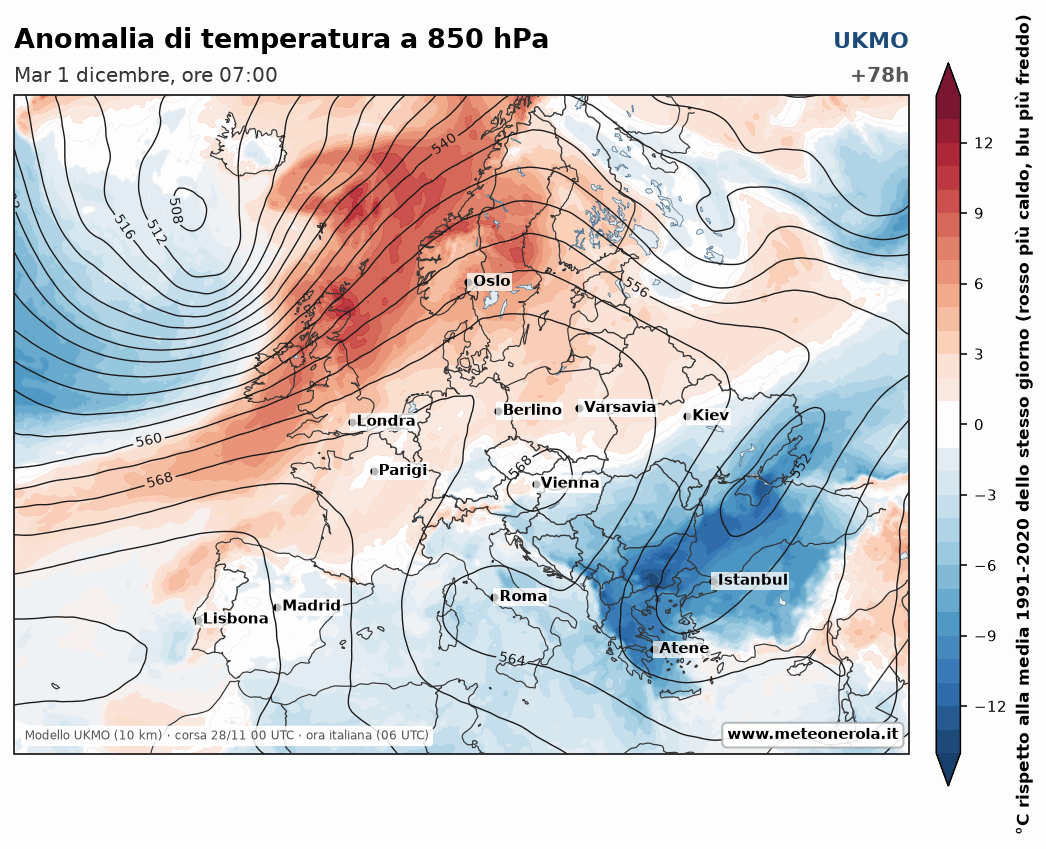 Anomalia di temperatura a 850 hPa
UKMO
Mar 1 dicembre, ore 07:00
+78h
540
508
512
516
Oslo
556
Londra
Berlino
Varsavia
Kiev
560
568
Parigi
568
Vienna
552
Istanbul
Roma
Madrid
Lisbona
Atene
564
Modello UKMO (10 km) · corsa 28/11 00 UTC · ora italiana (06 UTC)
www.meteonerola.it
12
9
6
3
0
−3
−6
−9
−12
°C rispetto alla media 1991-2020 dello stesso giorno (rosso più caldo, blu più freddo)